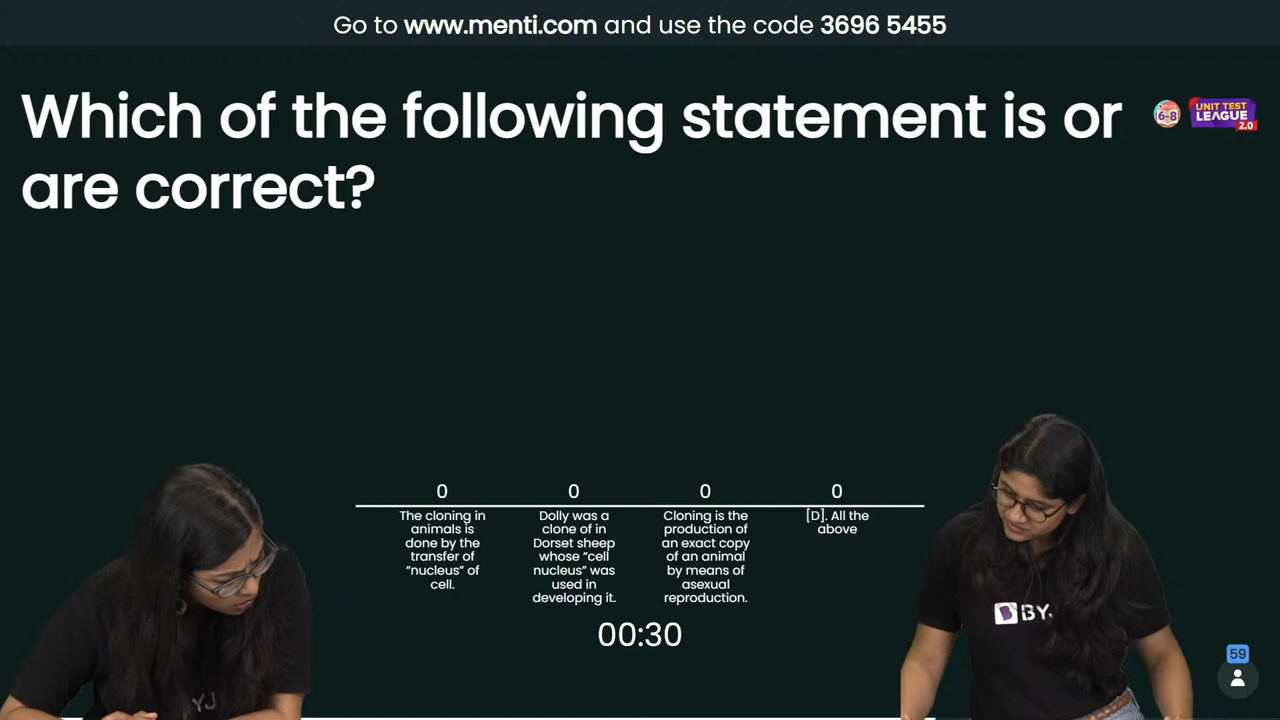 Go to www.menti.com and use the code 3696 5455
Which of the following statement is or
are correct?
6-8
UNIT TEST
LEAGUE
2.0
0
0
0
0
The cloning in
animals is
done by the
transfer of
"nucleus" of
cell.
Dolly was a
clone of in
Dorset sheep
whose "cell
nucleus" was
used in
developing it.
Cloning is the
production of
an exact copy
of an animal
by means of
asexual
reproduction.
[D]. All the
above
00:30
BYJ
YJ
59